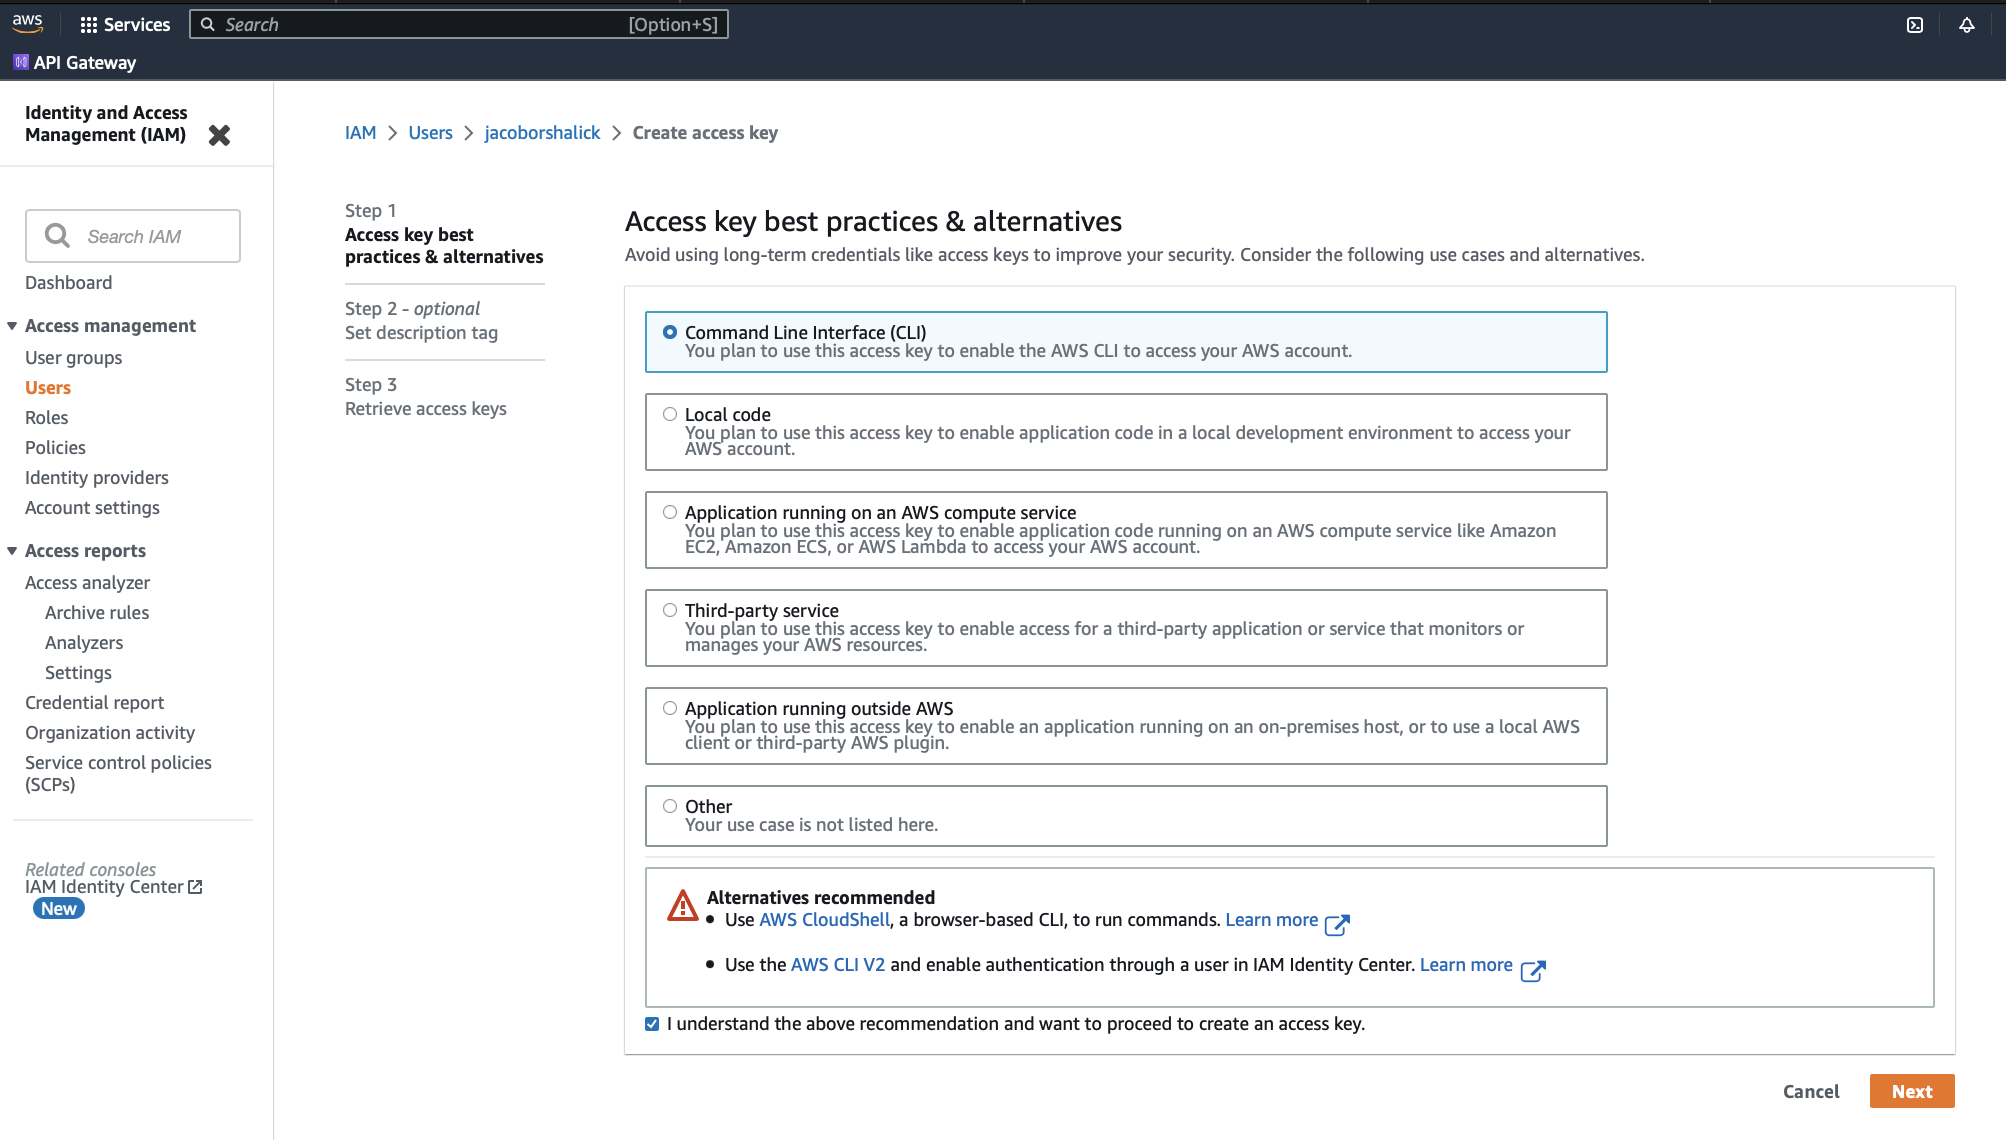 aws
Services
Search
[Option+S]
API Gateway
Identity and Access
Management (IAM)
Search IAM
Dashboard
Access management
User groups
Users
Roles
Policies
Identity providers
Account settings
Access reports
Access analyzer
Archive rules
Analyzers
Settings
Credential report
Organization activity
Service control policies
(SCPs)
Related consoles
IAM Identity Center
New
IAM > Users > jacoborshalick > Create access key
Step 1
Access key best
practices & alternatives
Step 2 - optional
Set description tag
Step 3
Retrieve access keys
Access key best practices & alternatives
Avoid using long-term credentials like access keys to improve your security. Consider the following use cases and alternatives.
Command Line Interface (CLI)
You plan to use this access key to enable the AWS CLI to access your AWS account.
Local code
You plan to use this access key to enable application code in a local development environment to access your
AWS account.
Application running on an AWS compute service
You plan to use this access key to enable application code running on an AWS compute service like Amazon
EC2, Amazon ECS, or AWS Lambda to access your AWS account.
Third-party service
You plan to use this access key to enable access for a third-party application or service that monitors or
manages your AWS resources.
Application running outside AWS
You plan to use this access key to enable an application running on an on-premises host, or to use a local AWS
client or third-party AWS plugin.
Other
Your use case is not listed here.
Alternatives recommended
• Use AWS CloudShell, a browser-based CLI, to run commands. Learn more
• Use the AWS CLI V2 and enable authentication through a user in IAM Identity Center. Learn more
I understand the above recommendation and want to proceed to create an access key.
Cancel
Next